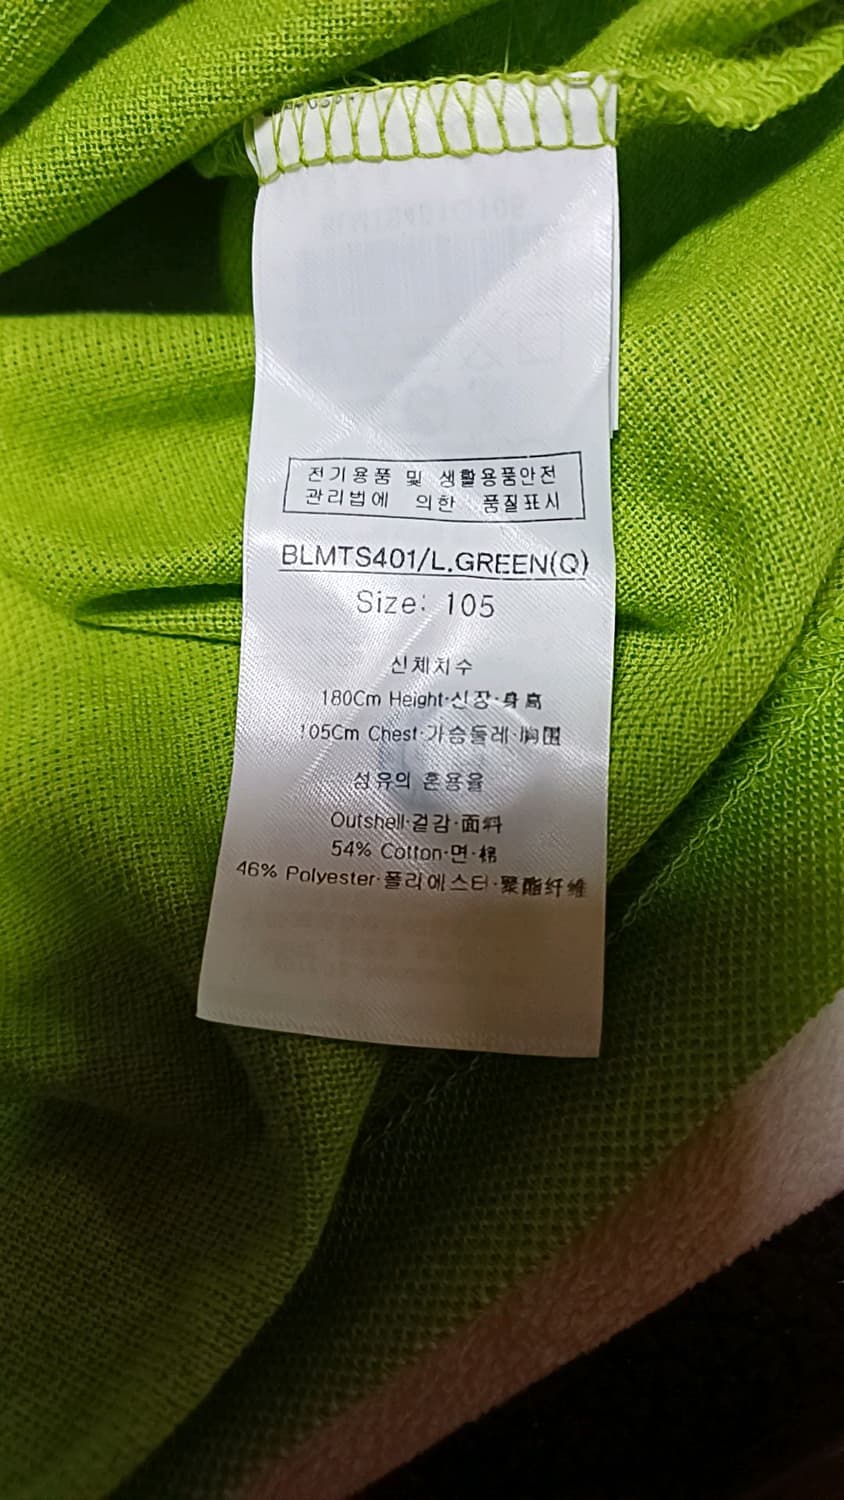 전기용품 및 생활용품안전
관리법에 의한 품질표시
BLMTS401/L.GREEN(Q)
Size: 105
신체치수
180Cm Height·신장·身高
105Cm Chest·가슴둘레·胸围
섬유의 혼용율
Outshell·겉감·面料
54% Cotton·면·棉
46% Polyester·폴리에스터·聚酯纤维